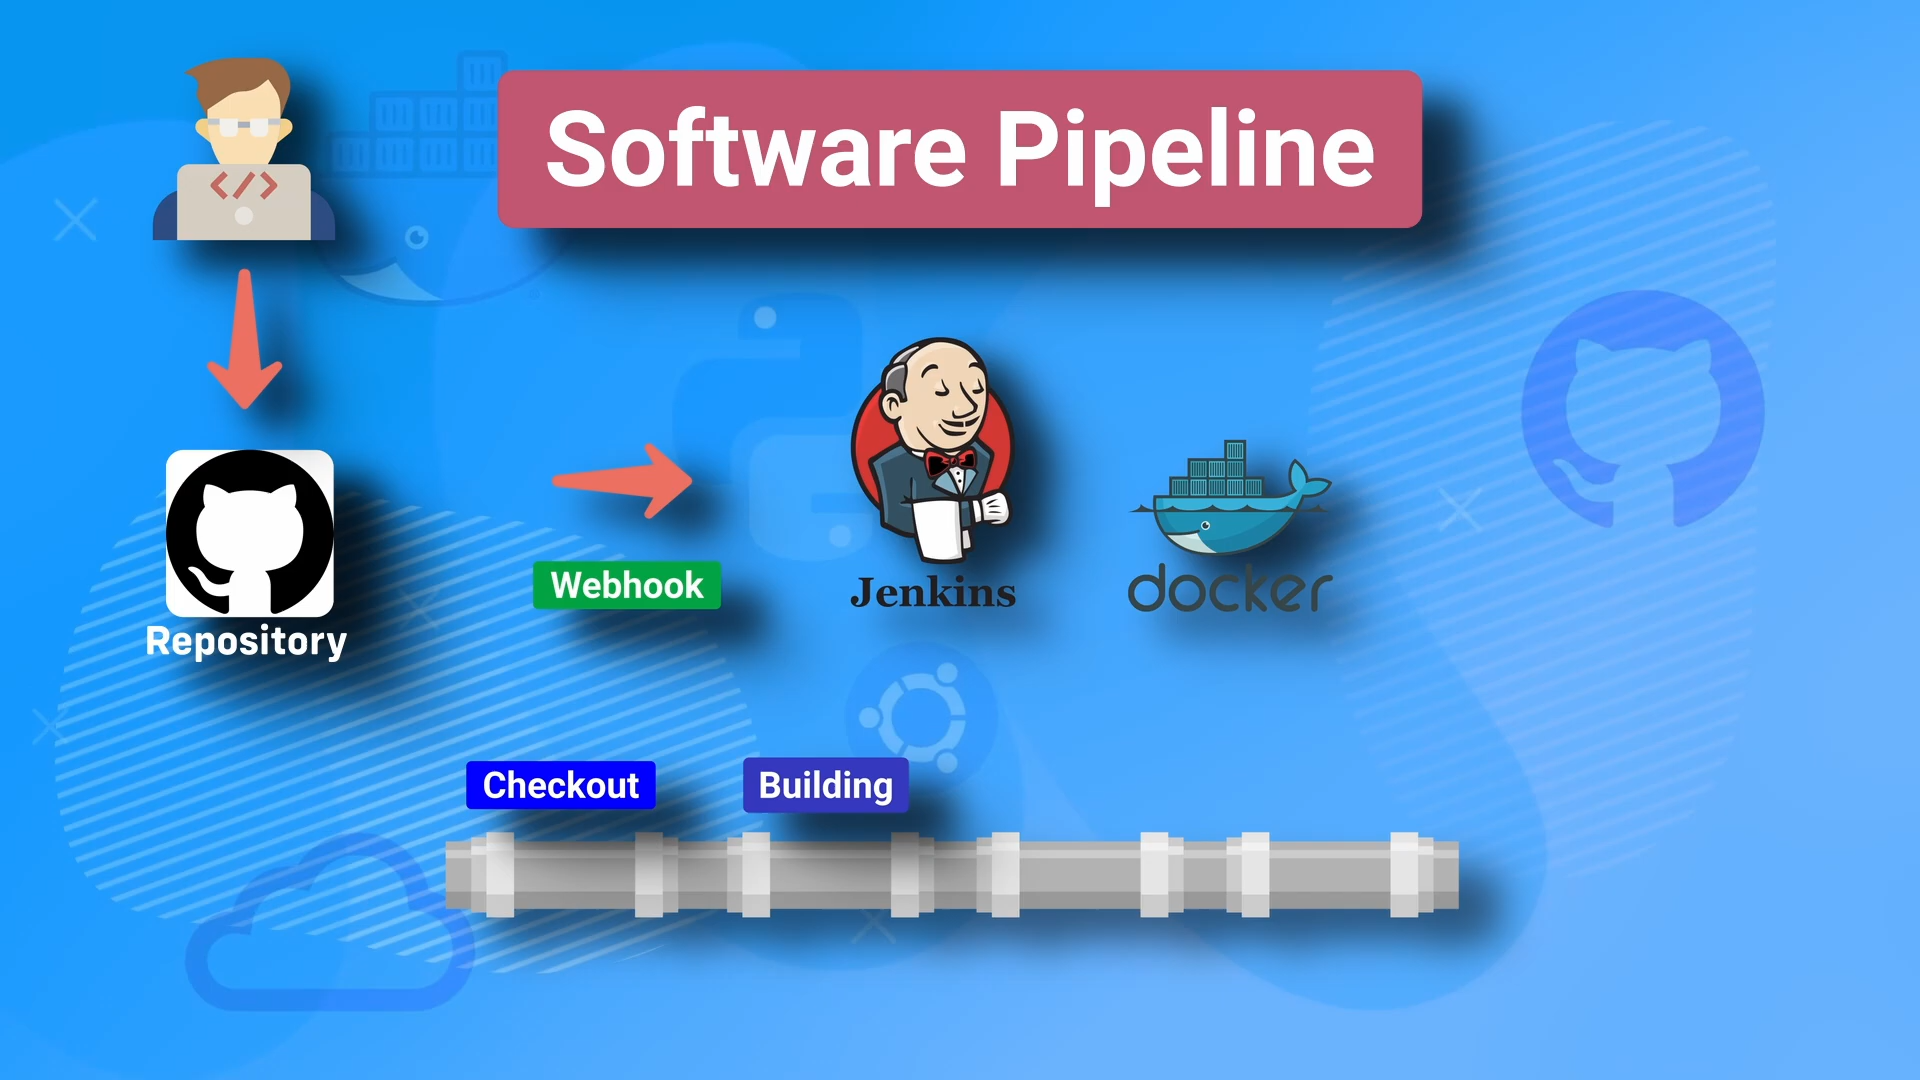 Software Pipeline
</>
Repository
Webhook
Jenkins
docker
Checkout
Building